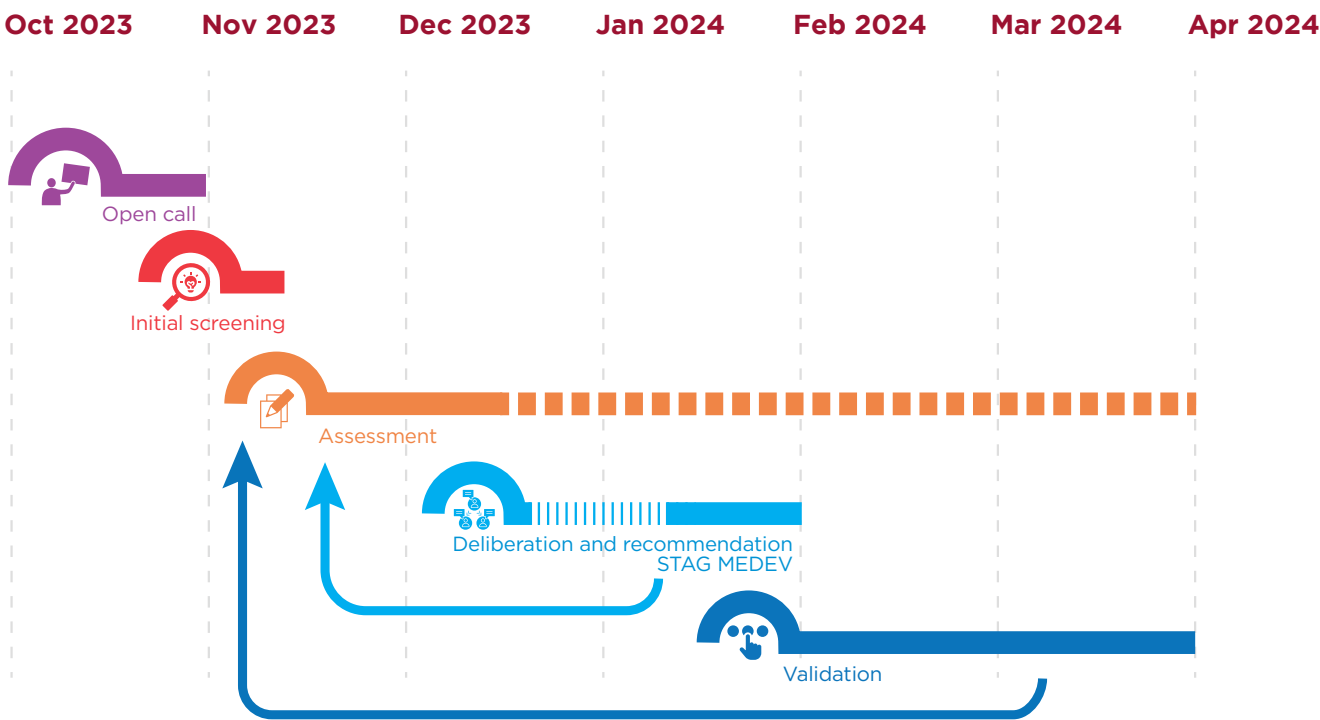 Oct 2023 Nov 2023 Dec 2023 Jan 2024 Feb 2024 Mar 2024 Apr 2024
Open call
Initial screening
Assessment
Deliberation and recommendation
STAG MEDEV
Validation